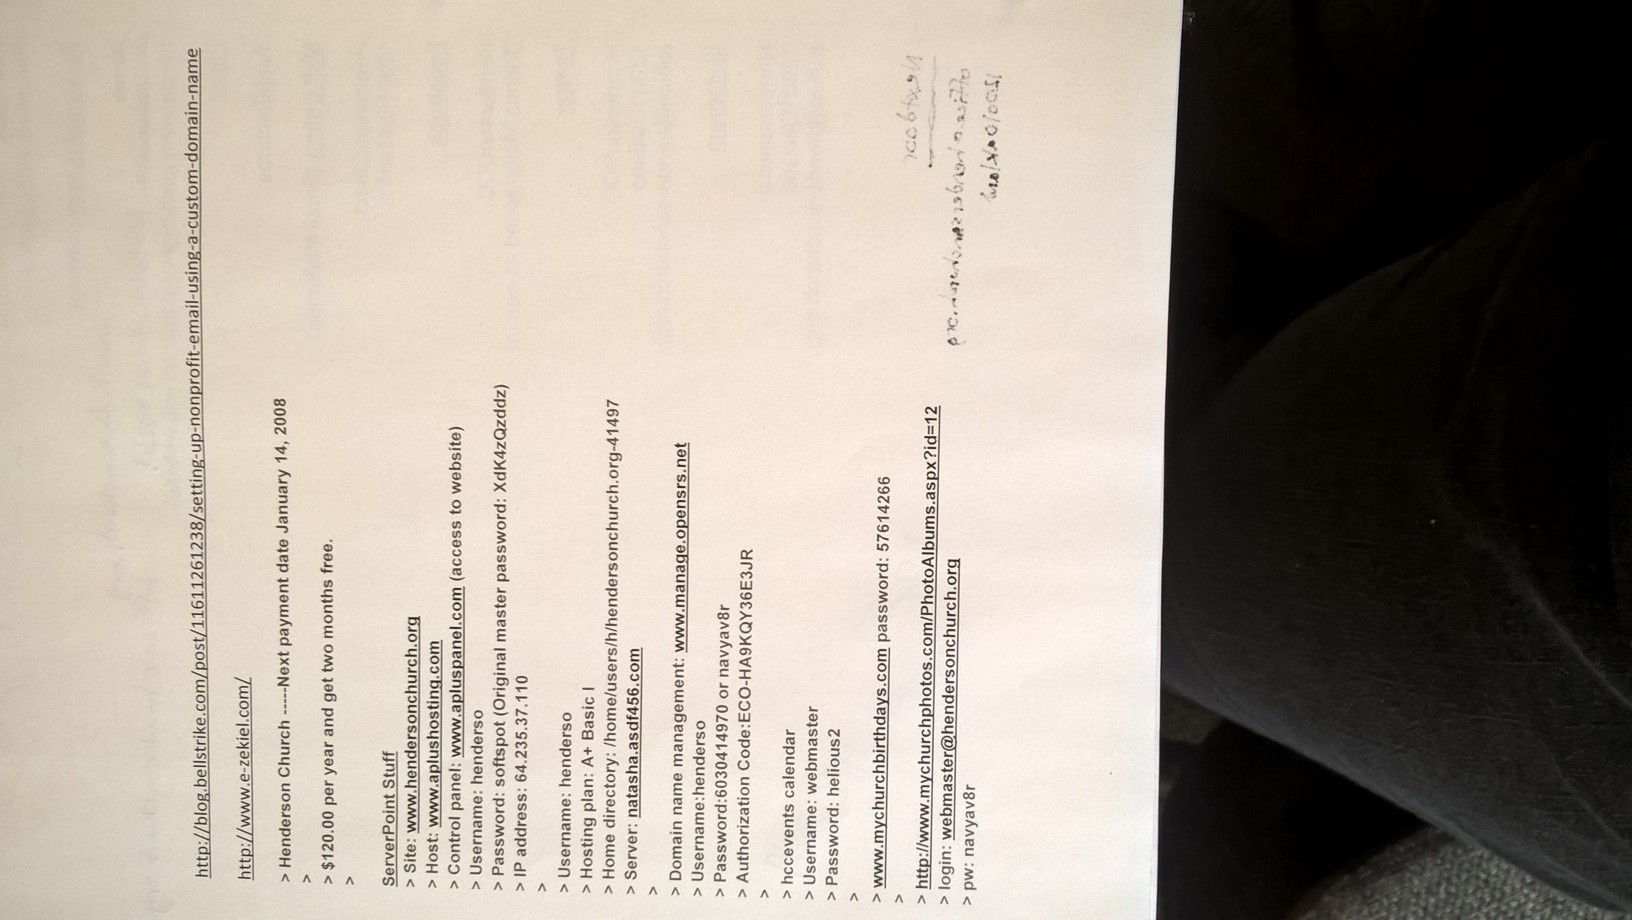 http://blog.bellstrike.com/post/11611261238/setting-up-nonprofit-email-using-a-custom-domain-name
http://www.e-zekiel.com/
> Henderson Church -----Next payment date January 14, 2008
>
> $120.00 per year and get two months free.
>
ServerPoint Stuff
> Site: www.hendersonchurch.org
> Host: www.aplushosting.com
> Control panel: www.apluspanel.com (access to website)
> Username: henderso
> Password: softspot (Original master password: XdK4zQzddz)
> IP address: 64.235.37.110
>
> Username: henderso
> Hosting plan: A+ Basic I
> Home directory: /home/users/h/hendersonchurch.org-41497
> Server: natasha.asdf456.com
>
> Domain name management: www.manage.opensrs.net
> Username:henderso
> Password:6030414970 or navyav8r
> Authorization Code:ECO-HA9KQY36E3JR
>
> hccevents calendar
> Username: webmaster
> Password: helious2
>
> www.mychurchbirthdays.com password: 57614266
>
> http://www.mychurchphotos.com/PhotoAlbums.aspx?id=12
> login: webmaster@hendersonchurch.org
> pw: navyav8r